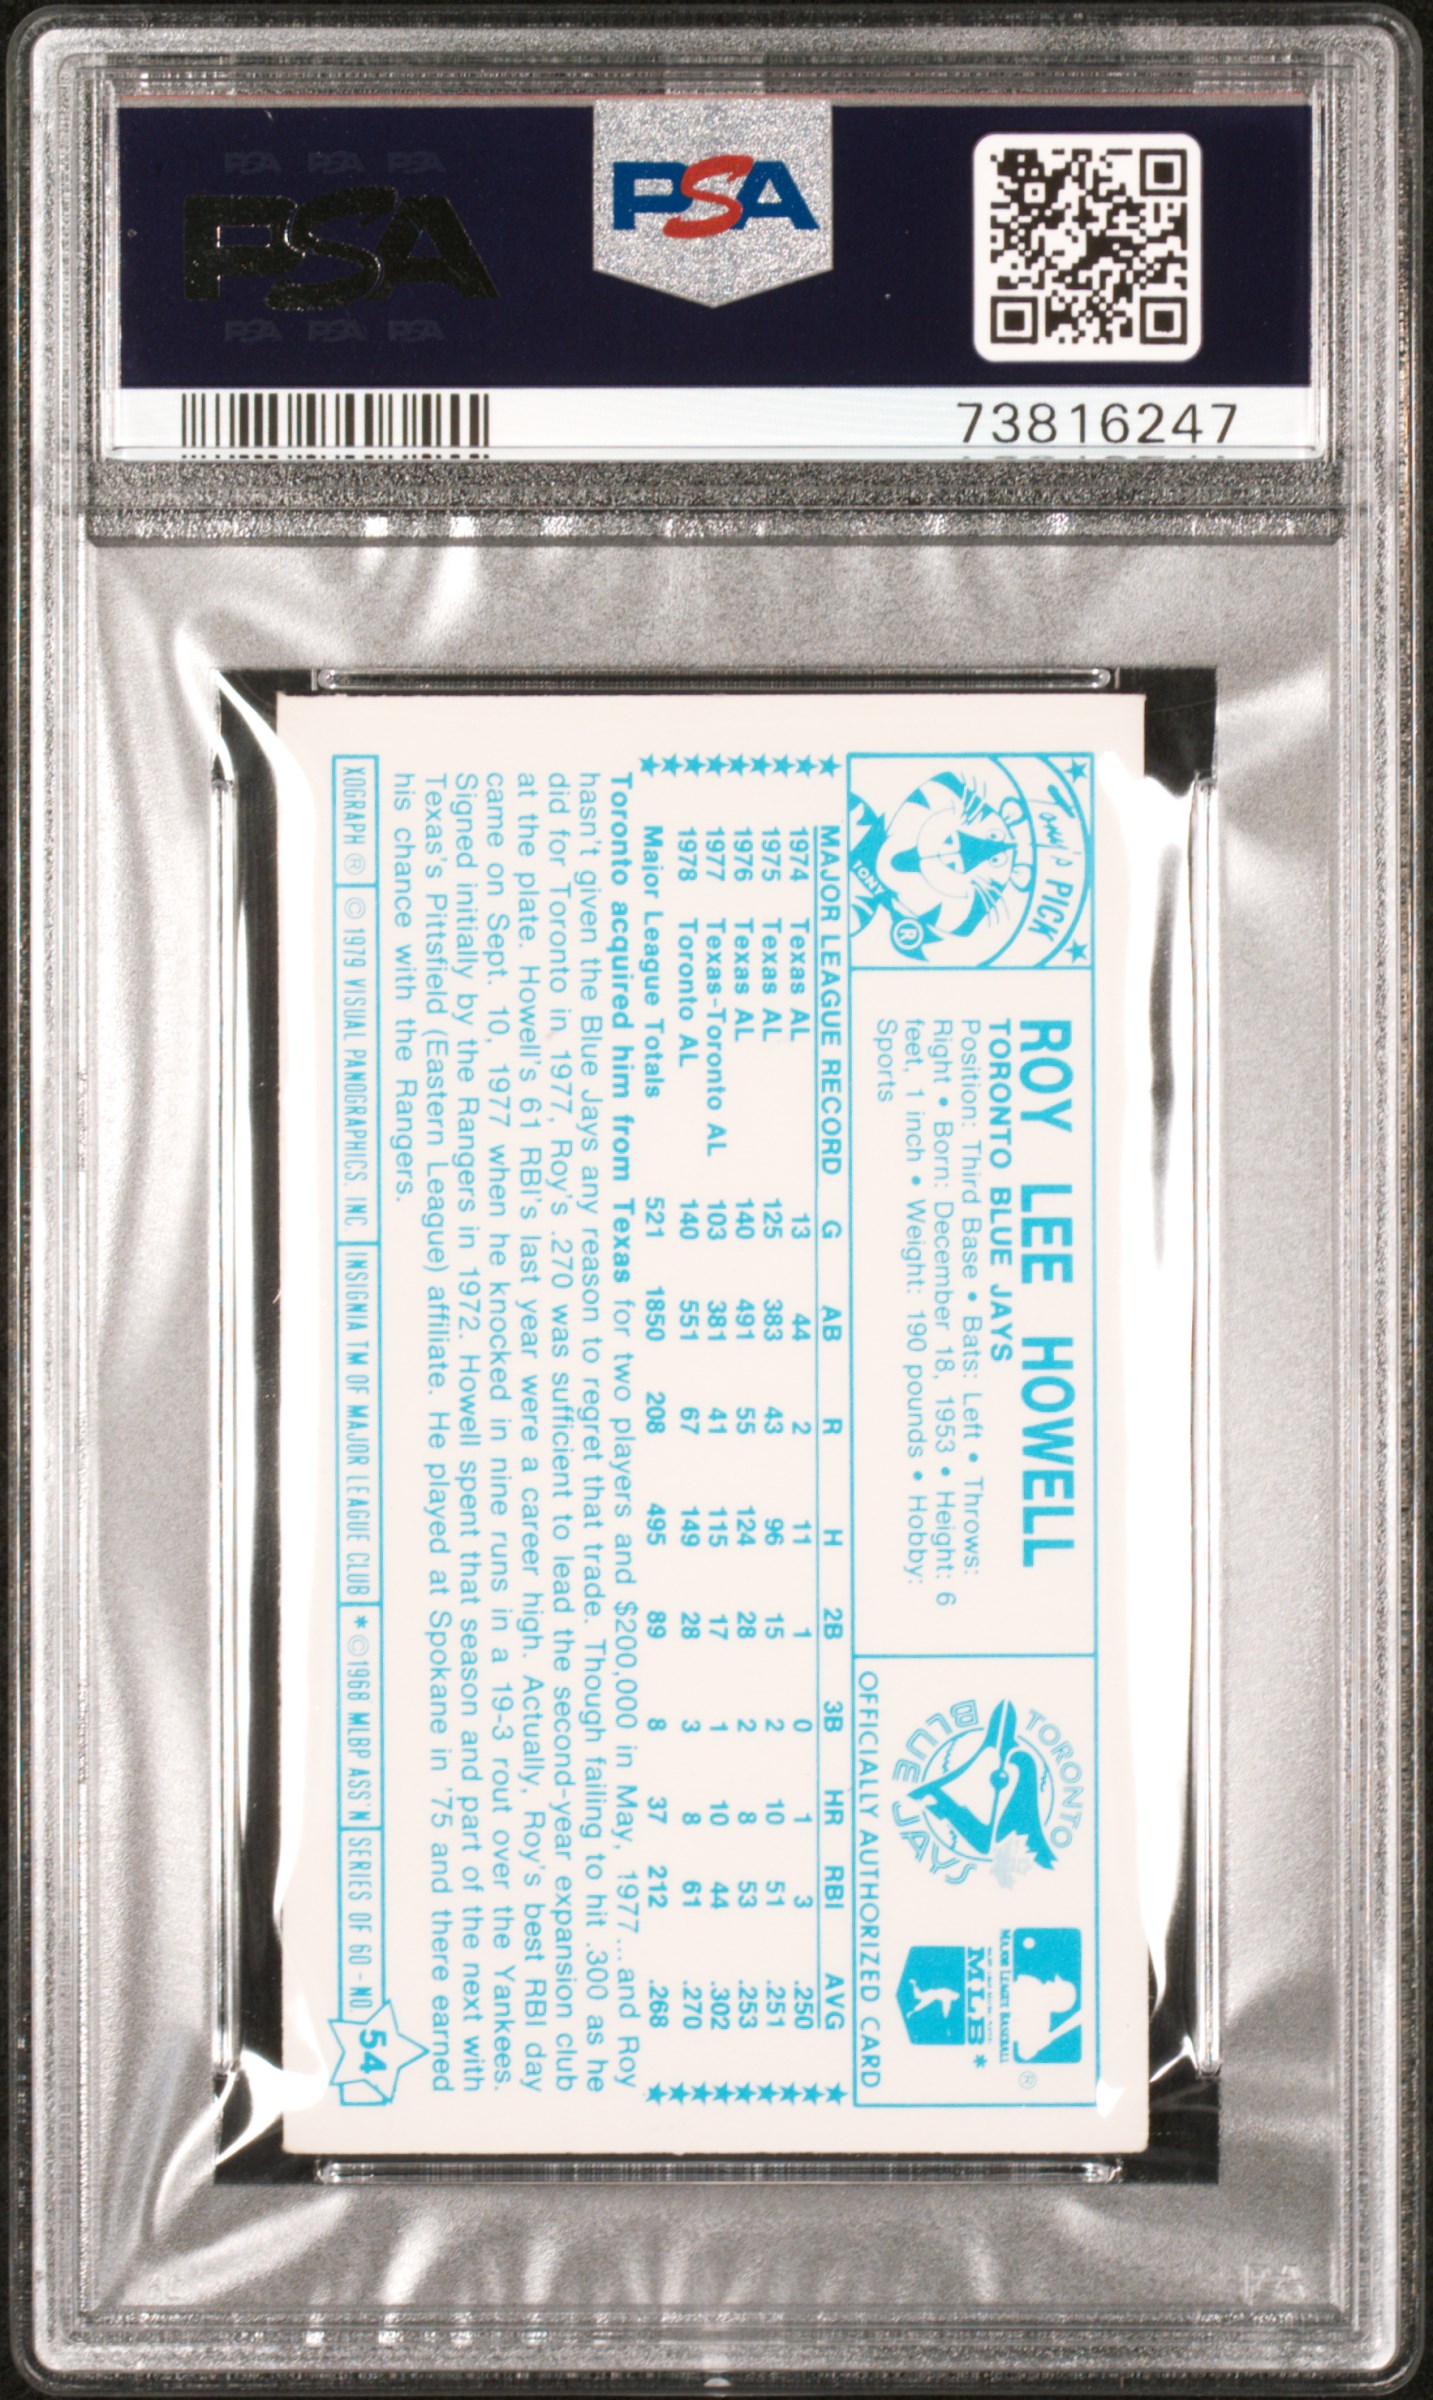 PSA PSA PSA
PSA
PSA PSA PSA
PSA
73816247
Tony's PICK
TONY
®
ROY LEE HOWELL
TORONTO BLUE JAYS
Position: Third Base • Bats: Left • Throws:
Right • Born: December 18, 1953 • Height: 6
feet, 1 inch • Weight: 190 pounds • Hobby:
Sports
TORONTO
BLUE JAYS
MAJOR LEAGUE BASEBALL
®
MLB*
OFFICIALLY AUTHORIZED CARD
MAJOR LEAGUE RECORD G AB R H 2B 3B HR RBI AVG
1974 Texas AL 13 44 2 11 1 0 1 3 .250
1975 Texas AL 125 383 43 96 15 2 10 51 .251
1976 Texas AL 140 491 55 124 28 2 8 53 .253
1977 Texas-Toronto AL 103 381 41 115 17 1 10 44 .302
1978 Toronto AL 140 551 67 149 28 3 8 61 .270
Major League Totals 521 1850 208 495 89 8 37 212 .268
Toronto acquired him from Texas for two players and $200,000 in May, 1977 ... and Roy
hasn't given the Blue Jays any reason to regret that trade. Though failing to hit .300 as he
did for Toronto in 1977, Roy's .270 was sufficient to lead the second-year expansion club
at the plate. Howell's 61 RBI's last year were a career high. Actually, Roy's best RBI day
came on Sept. 10, 1977 when he knocked in nine runs in a 19-3 rout over the Yankees.
Signed initially by the Rangers in 1972. Howell spent that season and part of the next with
Texas's Pittsfield (Eastern League) affiliate. He played at Spokane in '75 and there earned
his chance with the Rangers.
XOGRAPH ® © 1979 VISUAL PANOGRAPHICS, INC. INSIGNIA TM OF MAJOR LEAGUE CLUB * © 1968 MLBP ASS'N SERIES OF 60 - NO 54